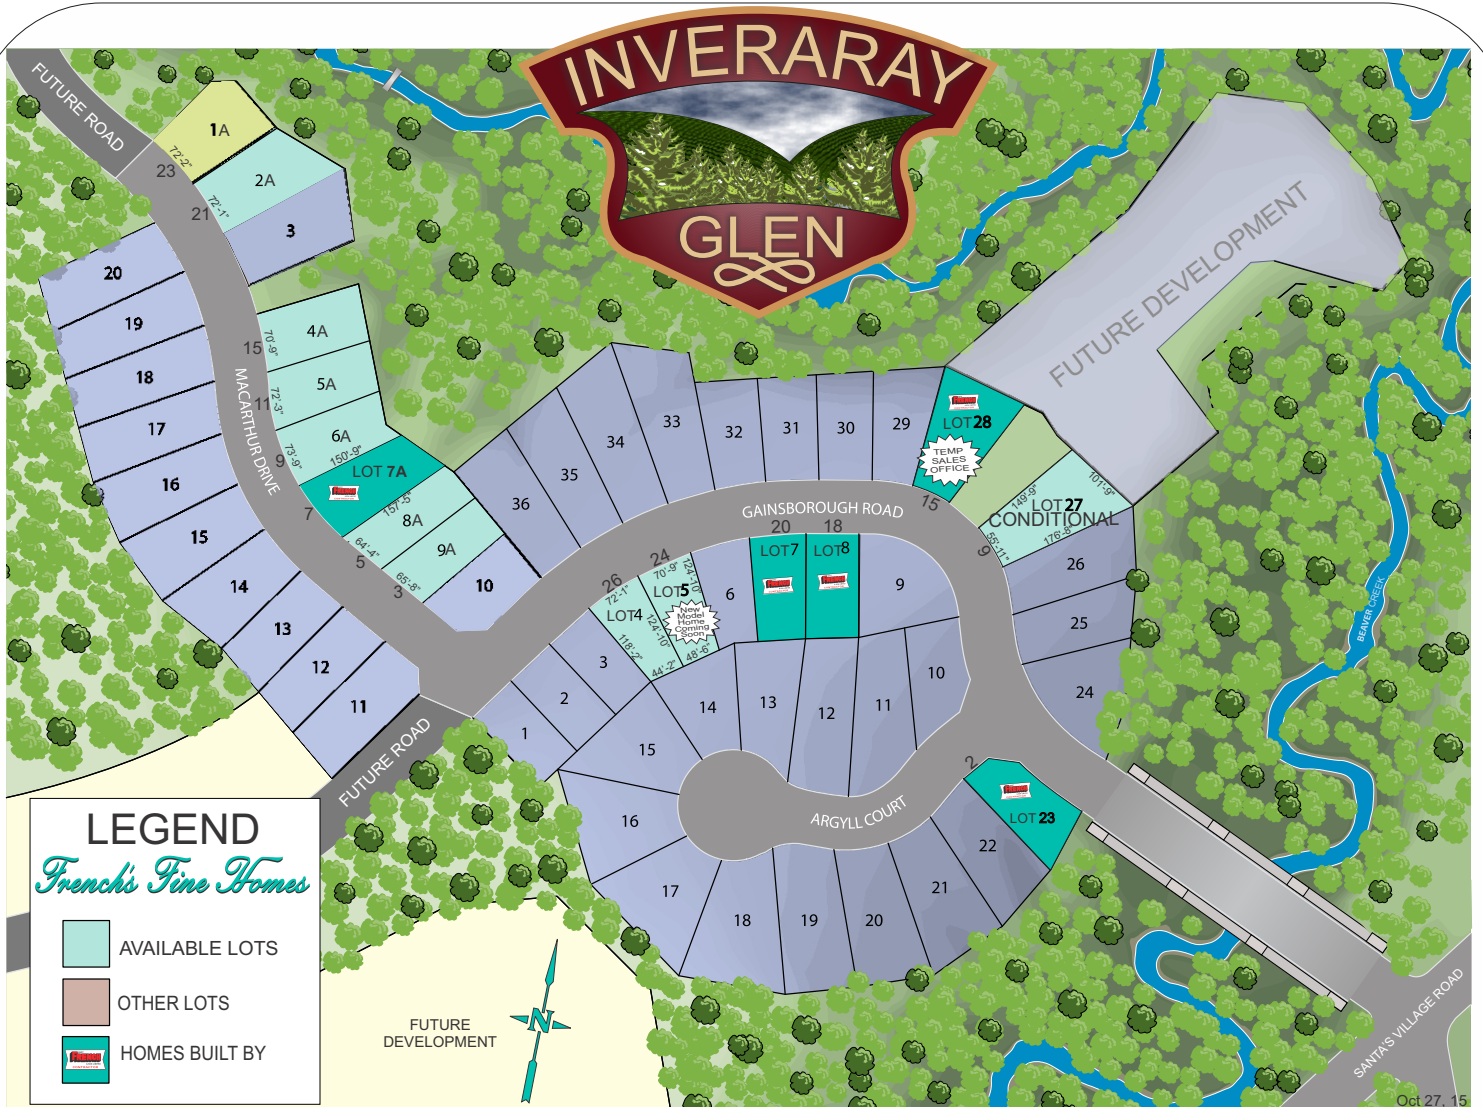 INVERARAY
GLEN
FUTURE ROAD
1A
72'-2"
23
2A
72'-1"
21
3
20
19
18
17
16
15
14
13
12
11
MACARTHUR DRIVE
4A
70'-9"
15
5A
72'-3"
11
6A
73'-9"
9
150'-9"
LOT 7A
7
157'-5"
8A
64'-4"
5
9A
65'-8"
3
10
36
35
34
33
32
31
30
29
LOT 28
TEMP
SALES
OFFICE
15
FUTURE DEVELOPMENT
GAINSBOROUGH ROAD
101'-9"
149'-9"
LOT 27
CONDITIONAL
176'-8"
55'-11"
9
26
25
24
BEAVER CREEK
26
72'-1"
LOT 4
118'-2"
44'-2"
124'-10"
24
70'-9"
LOT 5
124'-10"
New
Model
Home
Coming
Soon
48'-6"
6
20
LOT 7
18
LOT 8
9
3
2
1
10
11
12
13
14
15
16
17
18
19
20
21
22
2
LOT 23
ARGYLL COURT
FUTURE ROAD
SANTA'S VILLAGE ROAD
LEGEND
French's Fine Homes
AVAILABLE LOTS
OTHER LOTS
FRENCH
HOMES BUILT BY
FUTURE
DEVELOPMENT
N
Oct 27, 15